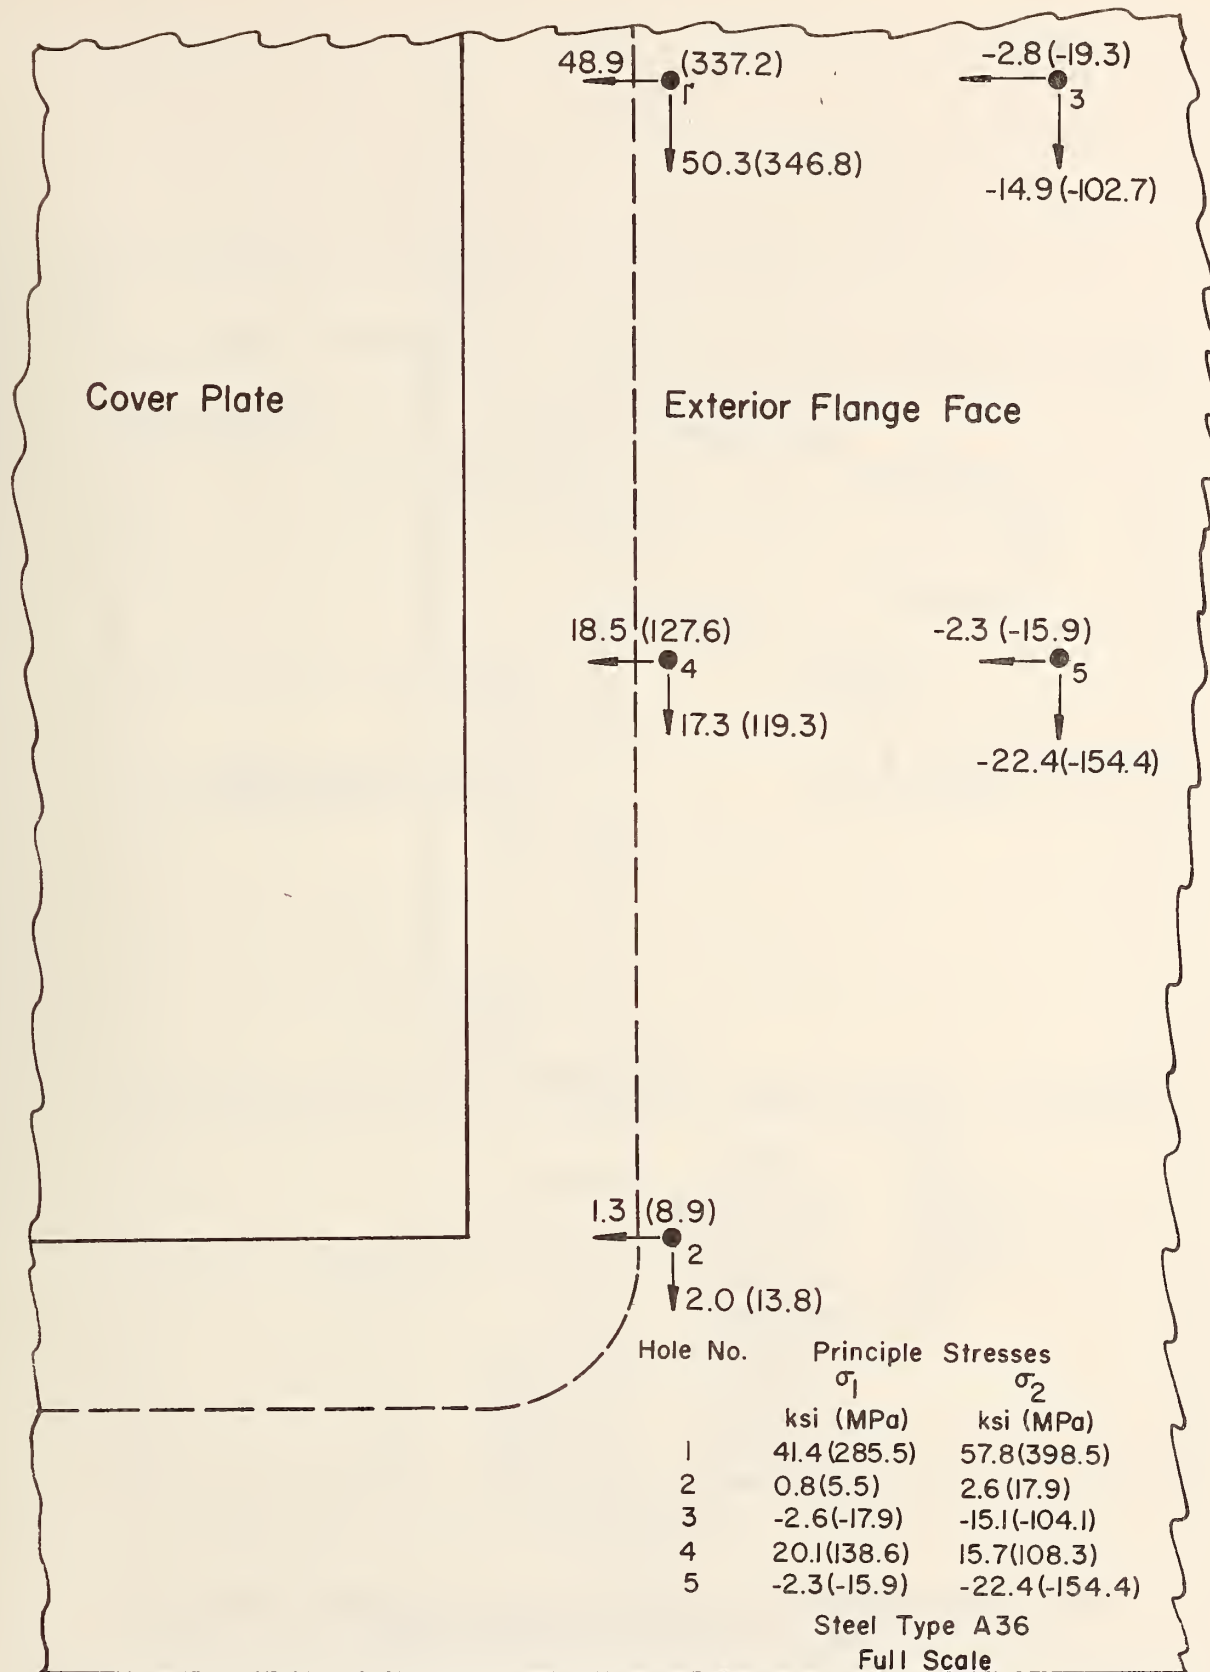 48.9 (337.2)
1
50.3(346.8)
-2.8(-19.3)
3
-14.9(-102.7)
Cover Plate
Exterior Flange Face
18.5 (127.6)
4
17.3 (119.3)
-2.3 (-15.9)
5
-22.4(-154.4)
1.3 (8.9)
2
2.0 (13.8)
Hole No. Principle Stresses
σ1 σ2
ksi (MPa) ksi (MPa)
1 41.4(285.5) 57.8(398.5)
2 0.8(5.5) 2.6(17.9)
3 -2.6(-17.9) -15.1(-104.1)
4 20.1(138.6) 15.7(108.3)
5 -2.3(-15.9) -22.4(-154.4)
Steel Type A36
Full Scale